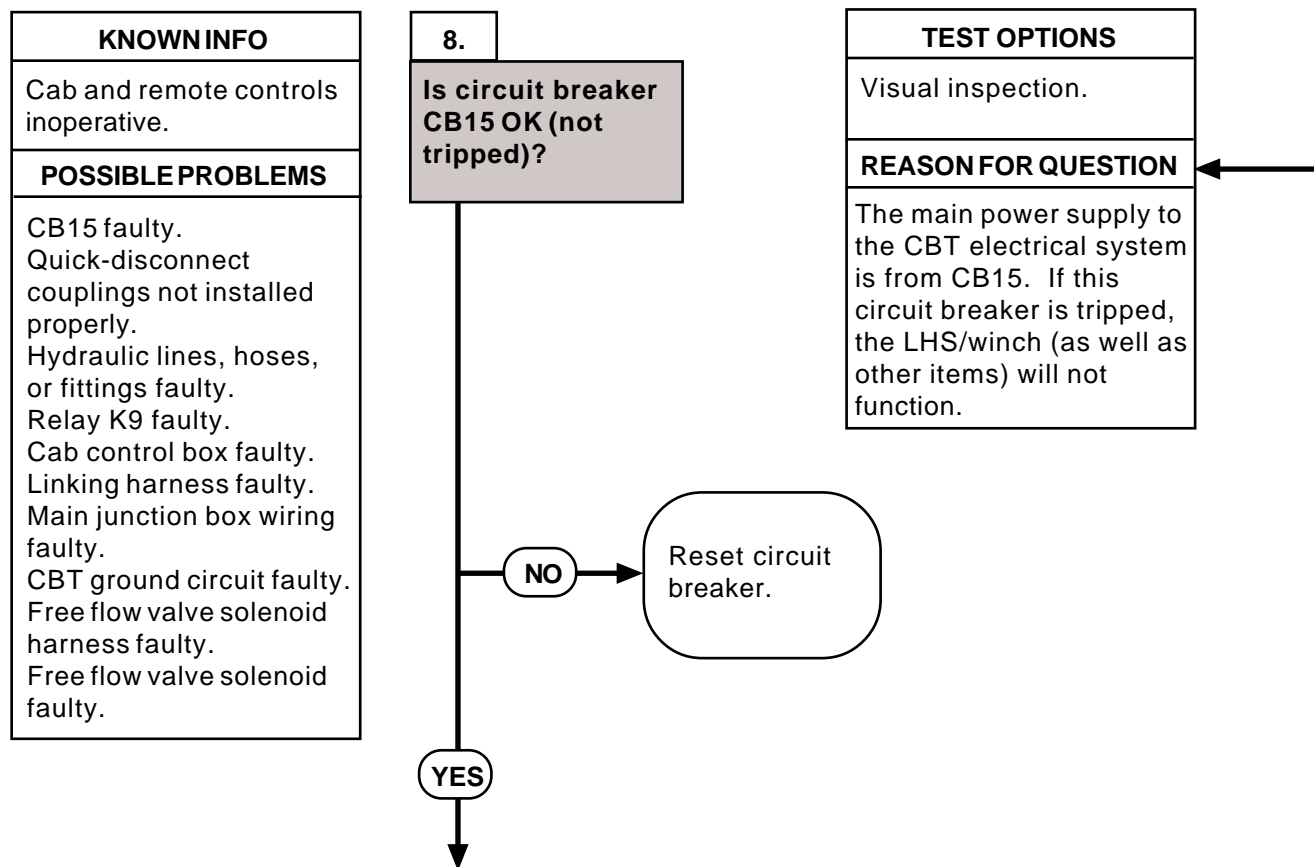 KNOWN INFO
Cab and remote controls
inoperative.
POSSIBLE PROBLEMS
CB15 faulty.
Quick-disconnect
couplings not installed
properly.
Hydraulic lines, hoses,
or fittings faulty.
Relay K9 faulty.
Cab control box faulty.
Linking harness faulty.
Main junction box wiring
faulty.
CBT ground circuit faulty.
Free flow valve solenoid
harness faulty.
Free flow valve solenoid
faulty.
8.
Is circuit breaker
CB15 OK (not
tripped)?
NO
Reset circuit
breaker.
YES
TEST OPTIONS
Visual inspection.
REASON FOR QUESTION
The main power supply to
the CBT electrical system
is from CB15. If this
circuit breaker is tripped,
the LHS/winch (as well as
other items) will not
function.